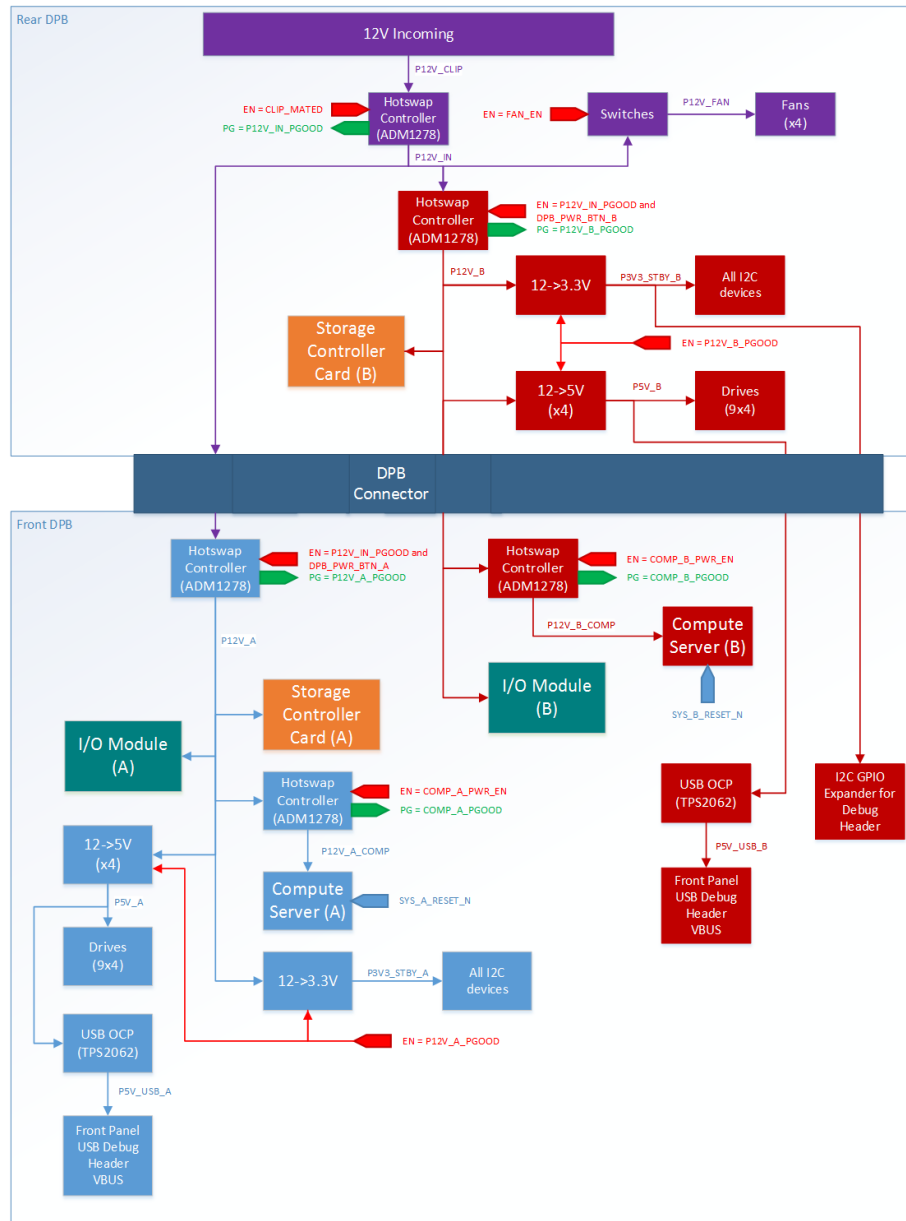 Rear DPB
12V Incoming
P12V_CLIP
EN = CLIP_MATED
PG = P12V_IN_PGOOD
Hotswap
Controller
(ADM1278)
EN = FAN_EN
Switches
P12V_FAN
Fans
(x4)
P12V_IN
Hotswap
Controller
(ADM1278)
EN = P12V_IN_PGOOD and
DPB_PWR_BTN_B
PG = P12V_B_PGOOD
P12V_B
12->3.3V
P3V3_STBY_B
All I2C
devices
Storage
Controller
Card (B)
EN = P12V_B_PGOOD
12->5V
(x4)
P5V_B
Drives
(9x4)
DPB
Connector
Front DPB
Hotswap
Controller
(ADM1278)
EN = P12V_IN_PGOOD and
DPB_PWR_BTN_A
PG = P12V_A_PGOOD
Hotswap
Controller
(ADM1278)
EN = COMP_B_PWR_EN
PG = COMP_B_PGOOD
P12V_B_COMP
Compute
Server (B)
P12V_A
I/O Module
(B)
SYS_B_RESET_N
Storage
Controller
Card (A)
I/O Module
(A)
Hotswap
Controller
(ADM1278)
EN = COMP_A_PWR_EN
PG = COMP_A_PGOOD
USB OCP
(TPS2062)
I2C GPIO
Expander for
Debug
Header
12->5V
(x4)
P12V_A_COMP
P5V_USB_B
Compute
Server (A)
SYS_A_RESET_N
Front Panel
USB Debug
Header
VBUS
P5V_A
Drives
(9x4)
12->3.3V
P3V3_STBY_A
All I2C
devices
USB OCP
(TPS2062)
EN = P12V_A_PGOOD
P5V_USB_A
Front Panel
USB Debug
Header
VBUS